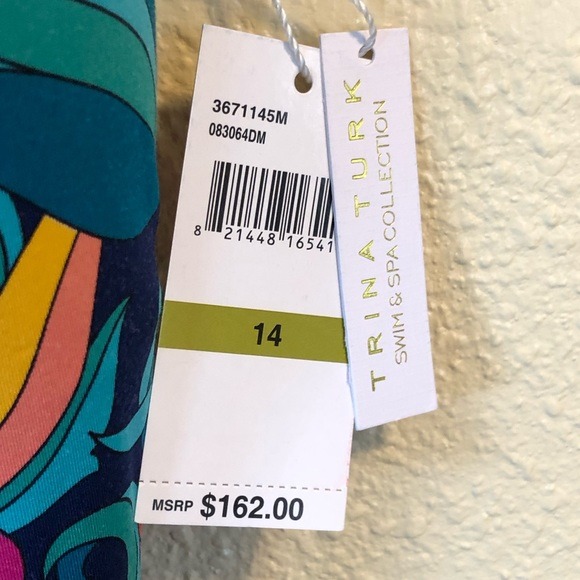 3671145M
083064DM
8 21448 16541
14
MSRP $162.00
TRINA TURK
SWIM & SPA COLLECTION